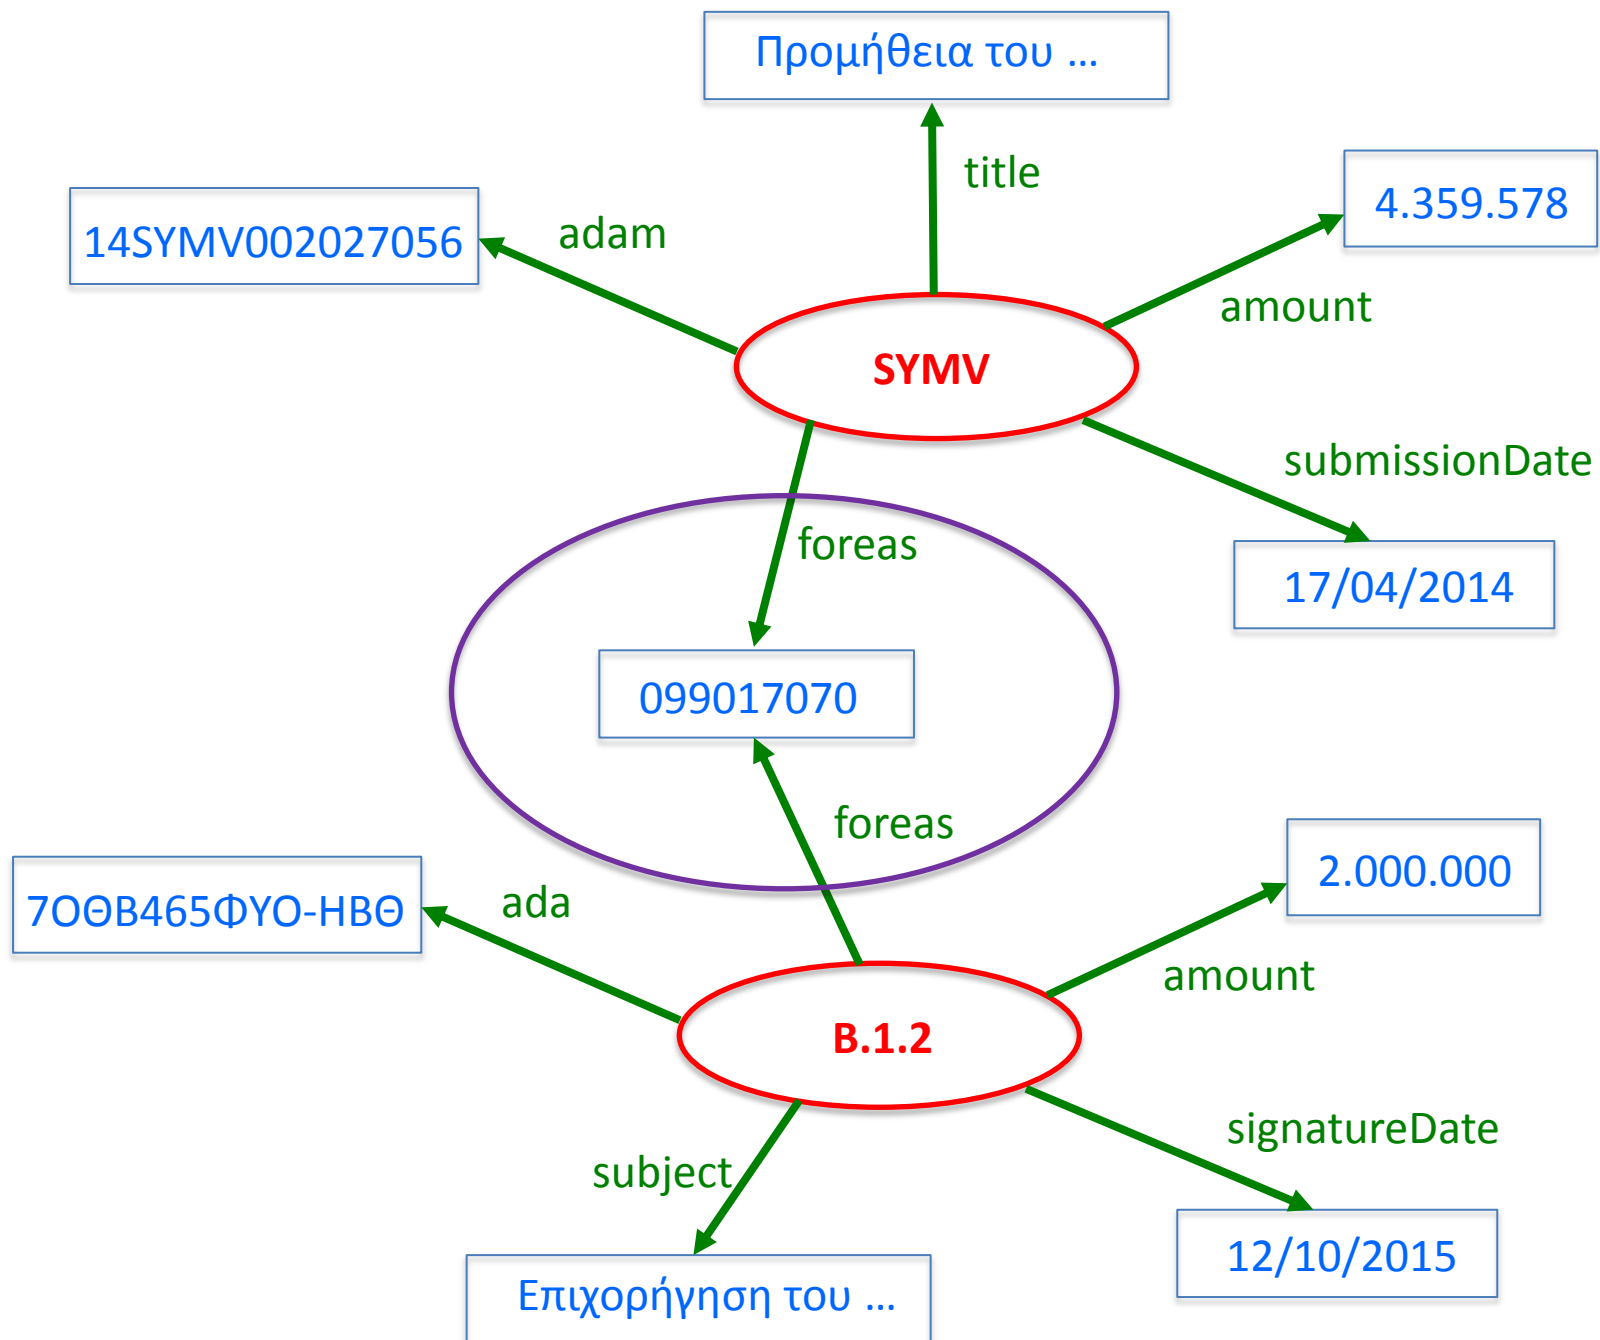 Προμήθεια του ...
title
4.359.578
14SYMV002027056
adam
amount
SYMV
submissionDate
foreas
17/04/2014
099017070
foreas
2.000.000
7ΟΘΒ465ΦΥΟ-ΗΒΘ
ada
amount
B.1.2
signatureDate
subject
12/10/2015
Επιχορήγηση του ...